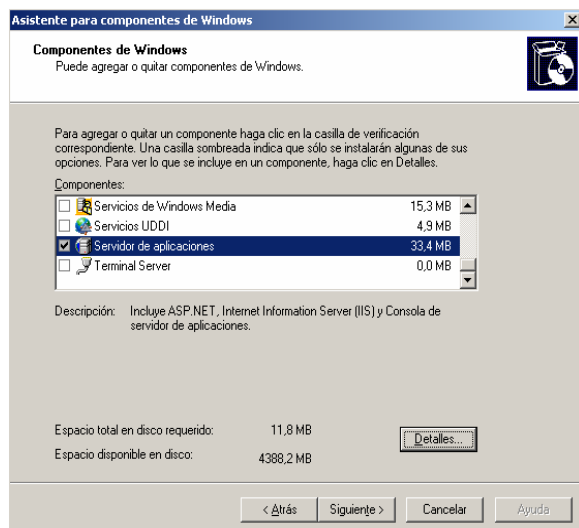 Asistente para componentes de Windows
Componentes de Windows
Puede agregar o quitar componentes de Windows.
Para agregar o quitar un componente haga clic en la casilla de verificación
correspondiente. Una casilla sombreada indica que sólo se instalarán algunas de sus
opciones. Para ver lo que se incluye en un componente, haga clic en Detalles.
Componentes:
Servicios de Windows Media 15,3 MB
Servicios UDDI 4,9 MB
Servidor de aplicaciones 33,4 MB
Terminal Server 0,0 MB
Descripción: Incluye ASP.NET, Internet Information Server (IIS) y Consola de
servidor de aplicaciones.
Espacio total en disco requerido: 11,8 MB
Detalles...
Espacio disponible en disco: 4388,2 MB
< Atrás Siguiente > Cancelar Ayuda